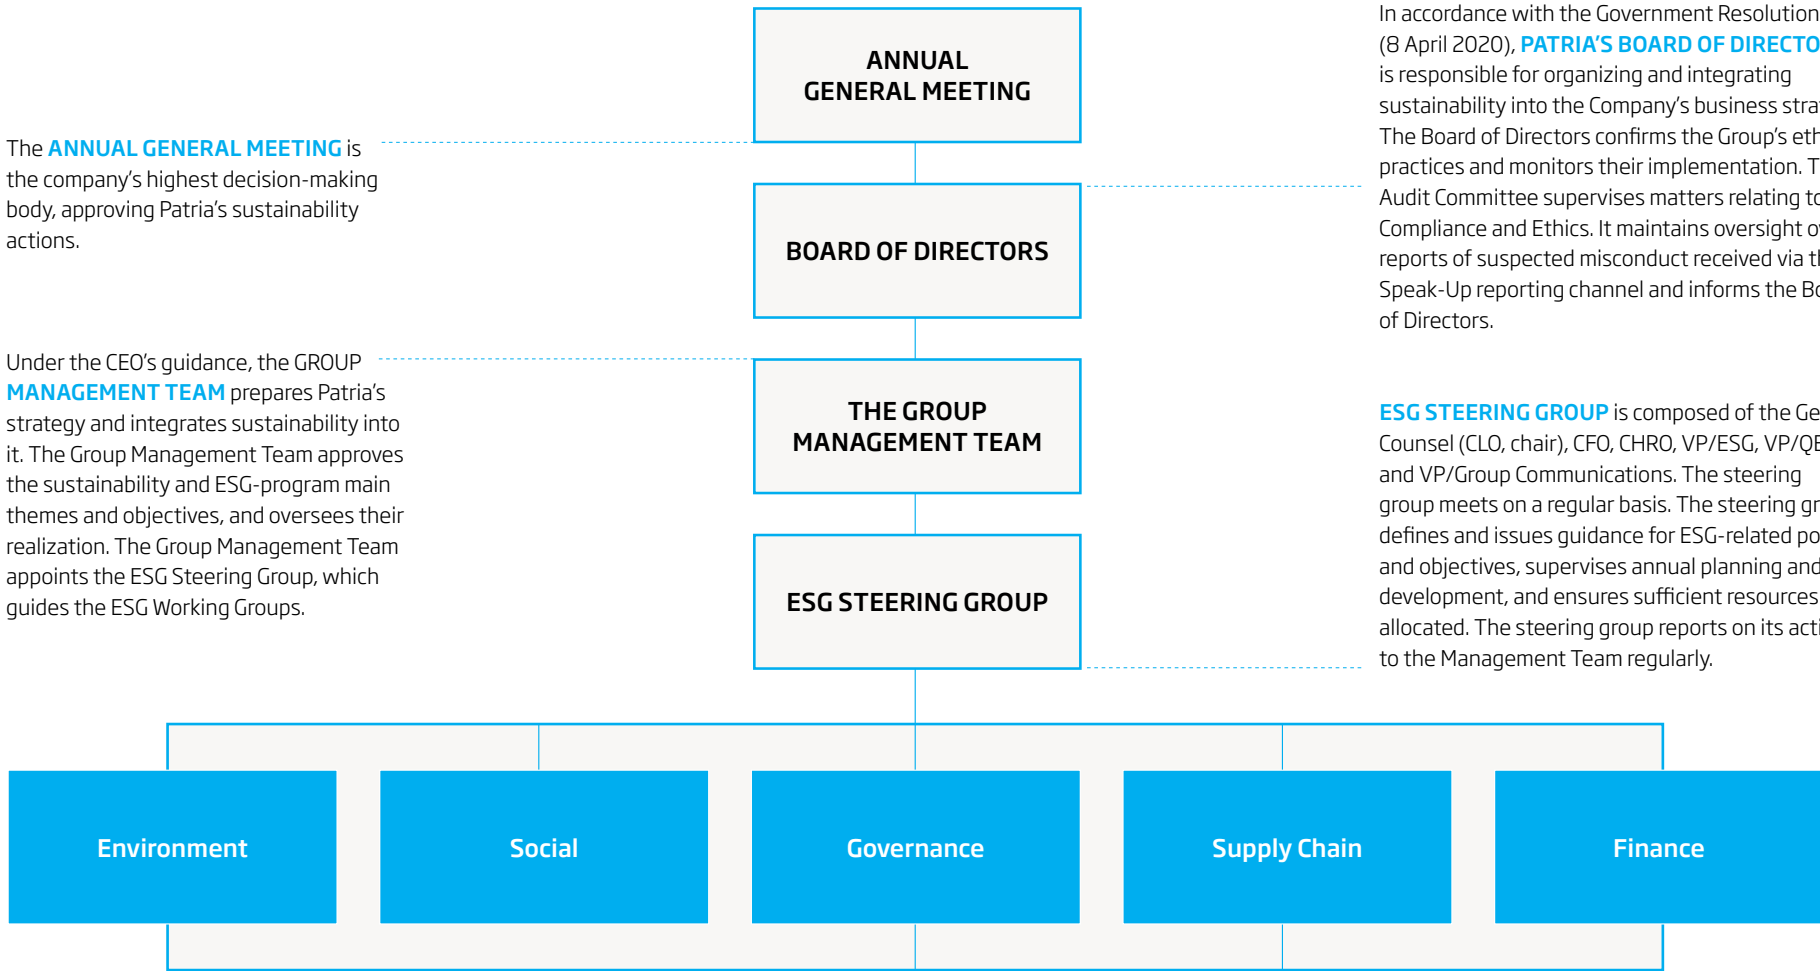 ANNUAL
GENERAL MEETING
BOARD OF DIRECTORS
THE GROUP
MANAGEMENT TEAM
ESG STEERING GROUP
The ANNUAL GENERAL MEETING is
the company's highest decision-making
body, approving Patria's sustainability
actions.
Under the CEO's guidance, the GROUP
MANAGEMENT TEAM prepares Patria's
strategy and integrates sustainability into
it. The Group Management Team approves
the sustainability and ESG-program main
themes and objectives, and oversees their
realization. The Group Management Team
appoints the ESG Steering Group, which
guides the ESG Working Groups.
In accordance with the Government Resolution
(8 April 2020), PATRIA'S BOARD OF
is responsible for organizing and integrating
sustainability into the Company's business
The Board of Directors confirms the Group's
practices and monitors their implementation.
Audit Committee supervises matters relating to
Compliance and Ethics. It maintains oversight
reports of suspected misconduct received via
Speak-Up reporting channel and informs the
of Directors.
ESG STEERING GROUP is composed of the
Counsel (CLO, chair), CFO, CHRO, VP/ESG,
and VP/Group Communications. The steering
group meets on a regular basis. The steering
defines and issues guidance for ESG-related
and objectives, supervises annual planning and
development, and ensures sufficient resources
allocated. The steering group reports on its
to the Management Team regularly.
Environment
Social
Governance
Supply Chain
Finance